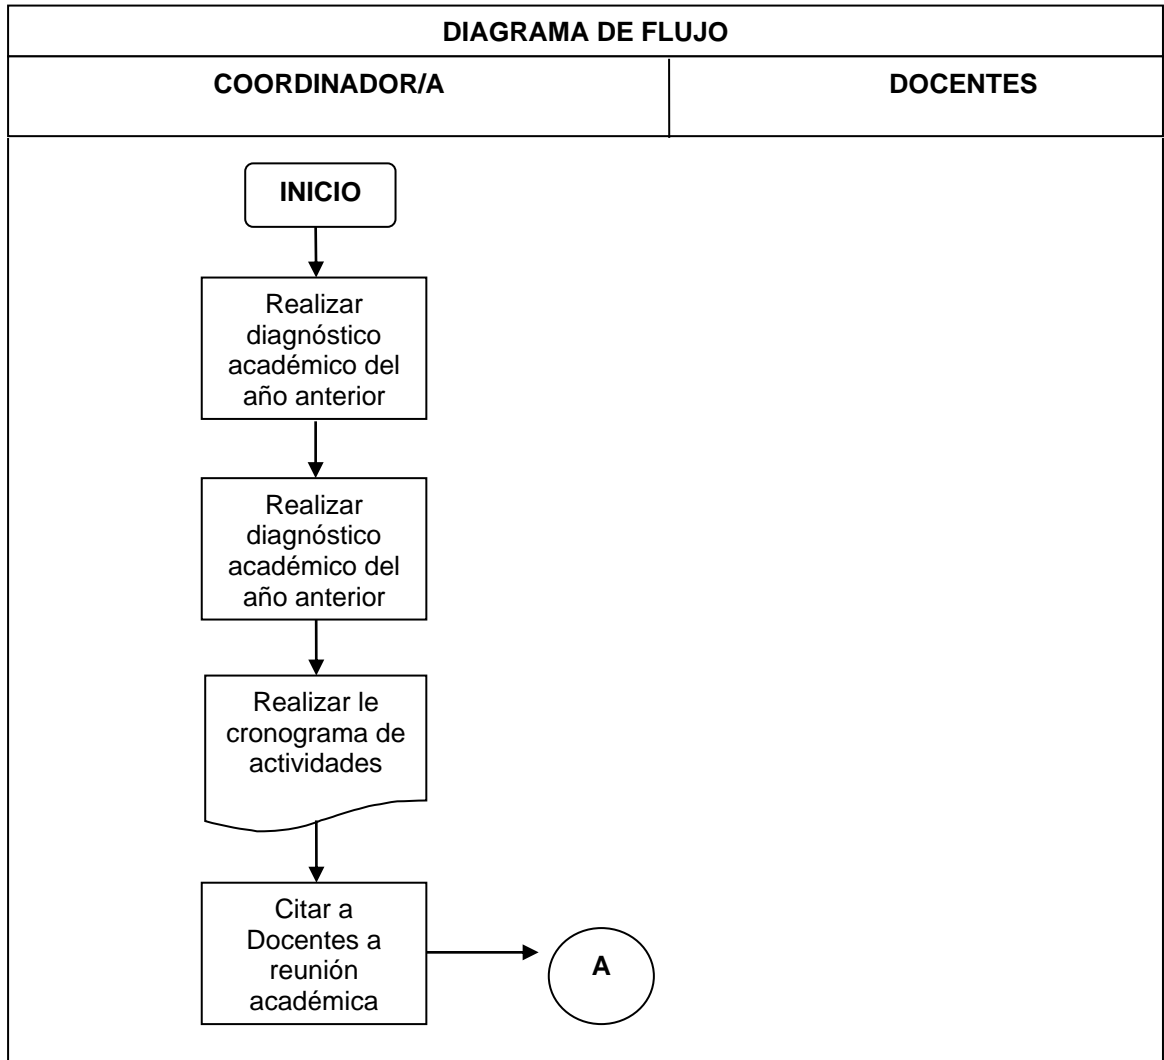 DIAGRAMA DE FLUJO
COORDINADOR/A
DOCENTES
INICIO
Realizar
diagnóstico
académico del
año anterior
Realizar
diagnóstico
académico del
año anterior
Realizar le
cronograma de
actividades
Citar a
Docentes a
reunión
académica
A